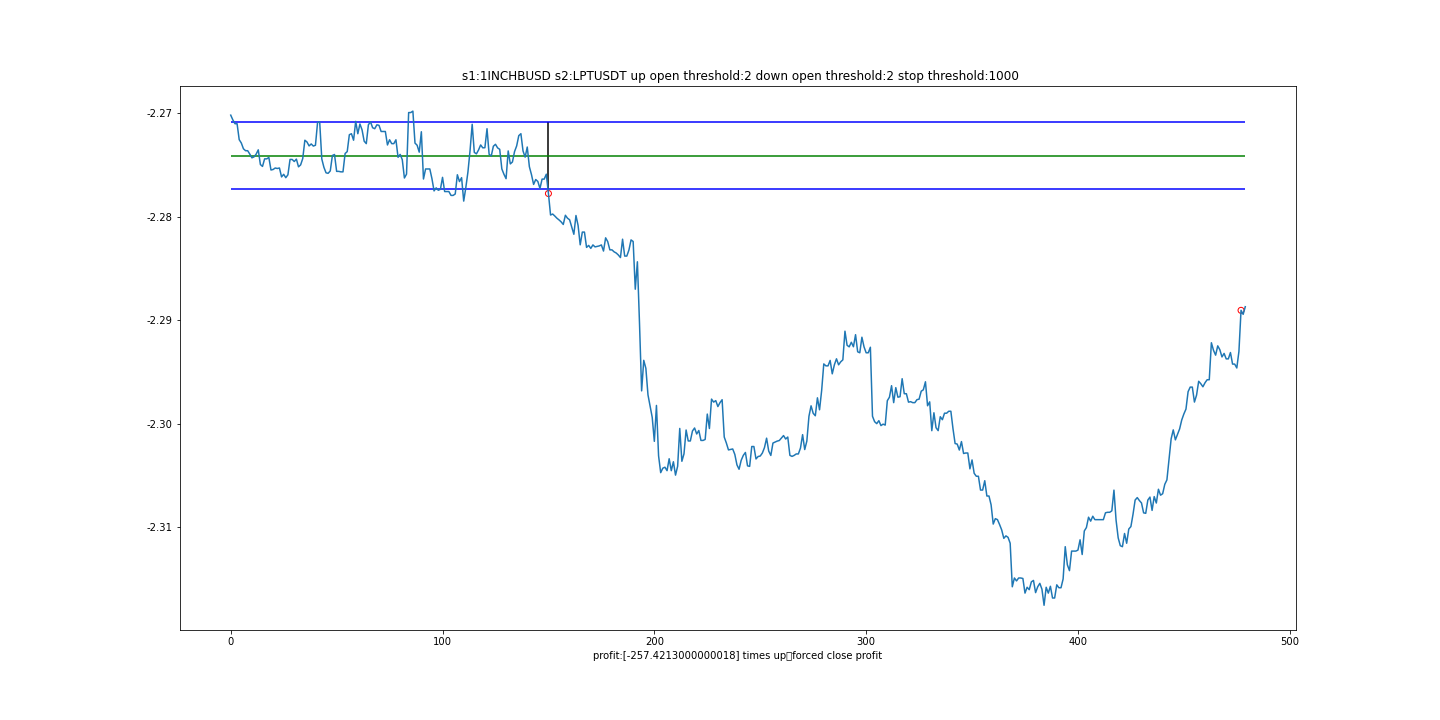 s1:1INCHBUSD s2:LPTUSDT up open threshold:2 down open threshold:2 stop threshold:1000
-2.27
-2.28
-2.29
-2.30
-2.31
0 100 200 300 400 500
profit:[-257.4213000000018] times up▯forced close profit